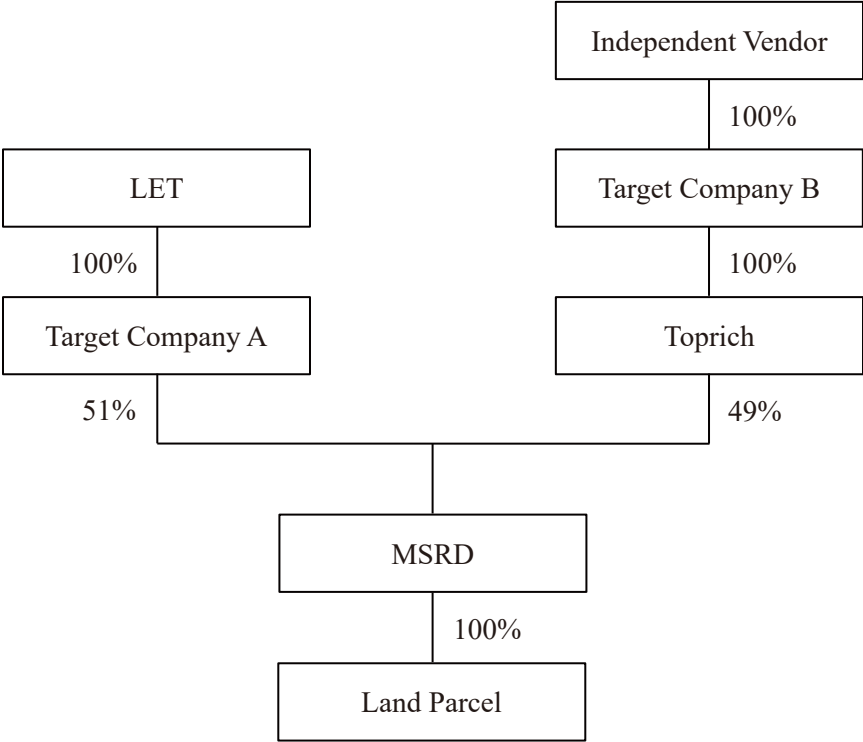 Independent Vendor
100%
LET
Target Company B
100%
100%
Target Company A
Toprich
51%
49%
MSRD
100%
Land Parcel